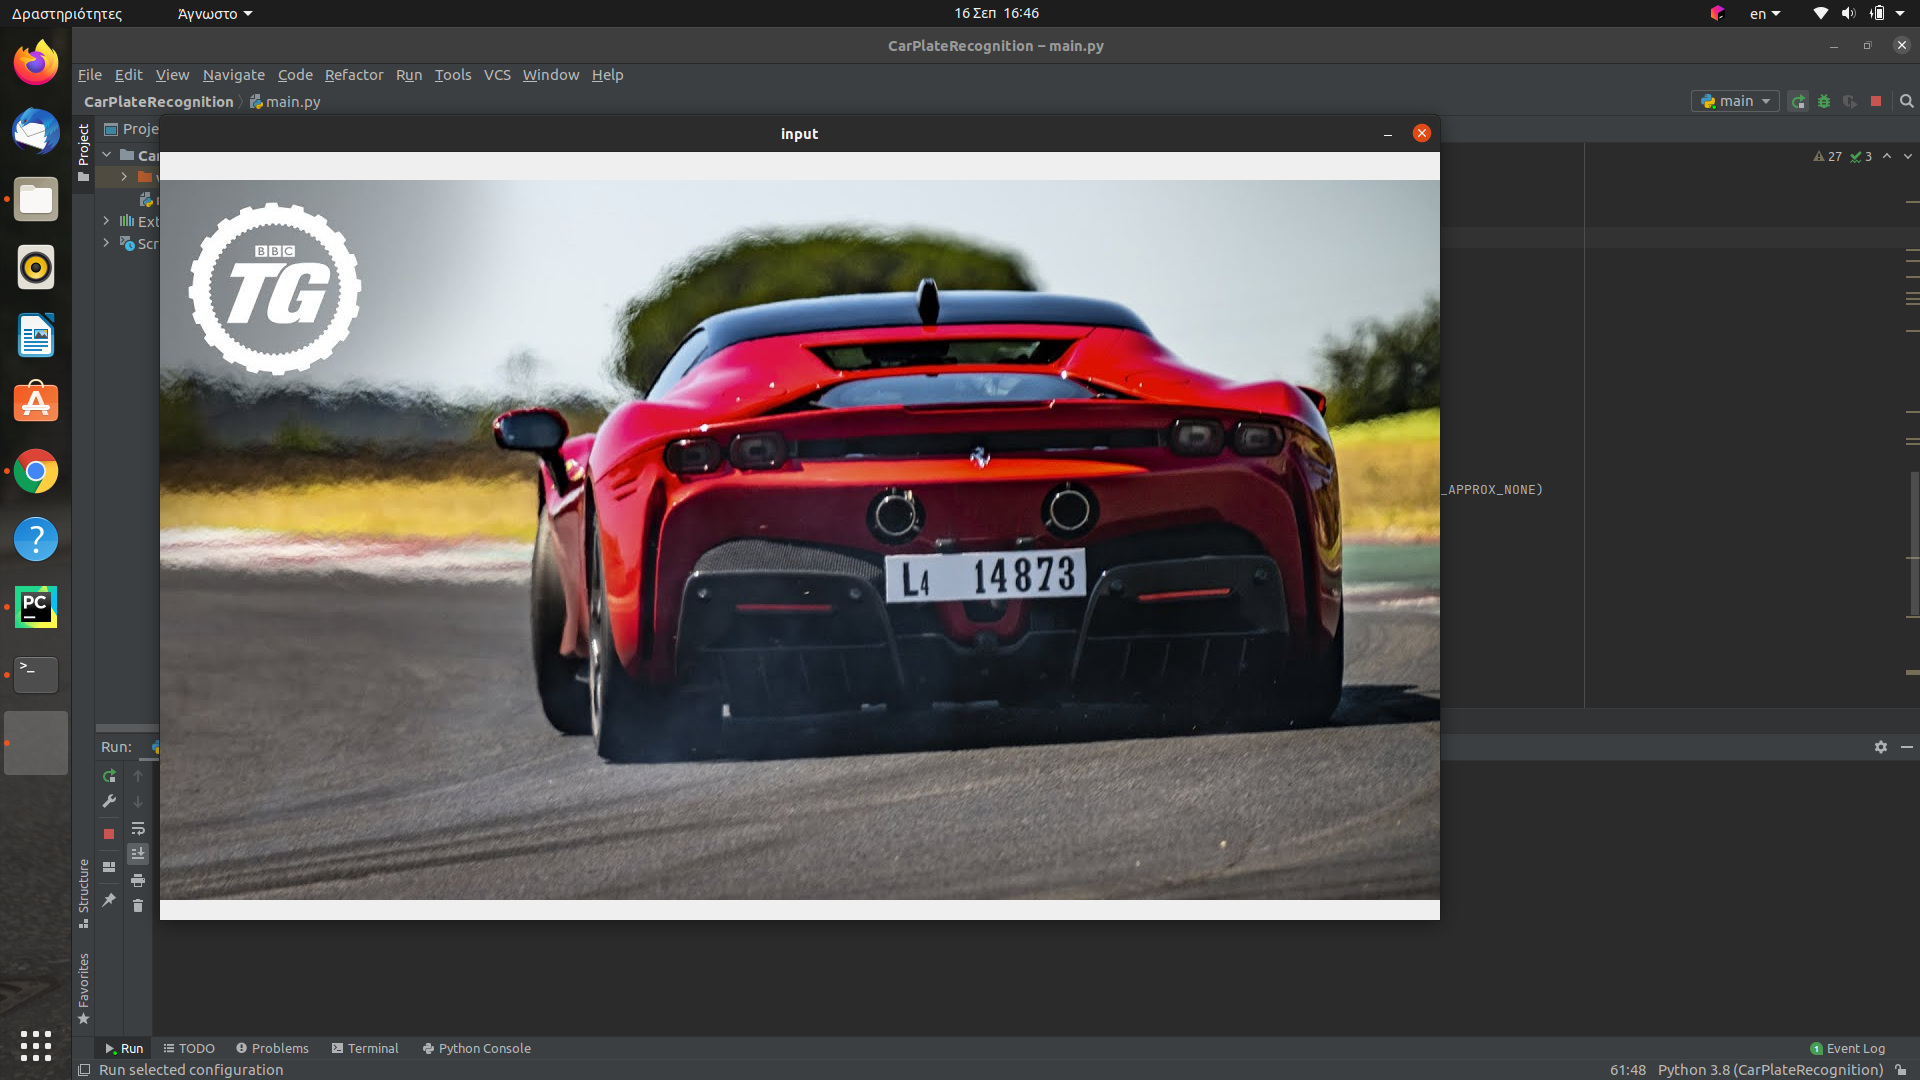 Δραστηριότητες
Άγνωστο
16 Σεπ 16:46
en
CarPlateRecognition – main.py
File Edit View Navigate Code Refactor Run Tools VCS Window Help
CarPlateRecognition main.py
main
Project
Proje
input
27 3
Car
Ext
Scr
BBC
TG
_APPROX_NONE)
L4 14873
PC
Run:
Structure
Favorites
Run TODO Problems Terminal Python Console
1 Event Log
Run selected configuration
61:48 Python 3.8 (CarPlateRecognition)